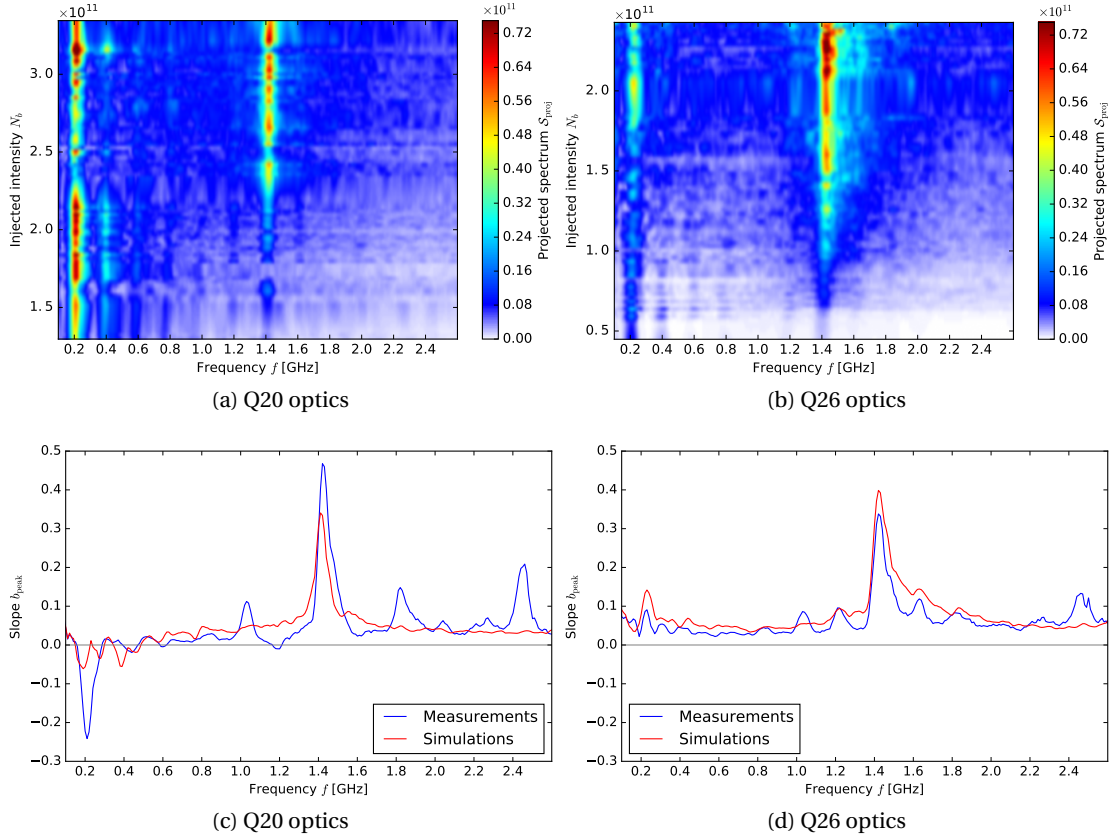 ×10¹¹
×10¹¹
×10¹¹
×10¹¹
3.0
2.5
2.0
1.5
Injected intensity N_b
0.2 0.4 0.6 0.8 1.0 1.2 1.4 1.6 1.8 2.0 2.2 2.4
Frequency f [GHz]
0.72
0.64
0.56
0.48
0.40
0.32
0.24
0.16
0.08
0.00
Projected spectrum S_proj
(a) Q20 optics
2.0
1.5
1.0
0.5
Injected intensity N_b
0.2 0.4 0.6 0.8 1.0 1.2 1.4 1.6 1.8 2.0 2.2 2.4
Frequency f [GHz]
0.72
0.64
0.56
0.48
0.40
0.32
0.24
0.16
0.08
0.00
Projected spectrum S_proj
(b) Q26 optics
0.5
0.4
0.3
0.2
0.1
0.0
−0.1
−0.2
−0.3
Slope b_peak
Measurements
Simulations
0.2 0.4 0.6 0.8 1.0 1.2 1.4 1.6 1.8 2.0 2.2 2.4
Frequency f [GHz]
(c) Q20 optics
0.5
0.4
0.3
0.2
0.1
0.0
−0.1
−0.2
−0.3
Slope b_peak
Measurements
Simulations
0.2 0.4 0.6 0.8 1.0 1.2 1.4 1.6 1.8 2.0 2.2 2.4
Frequency f [GHz]
(d) Q26 optics